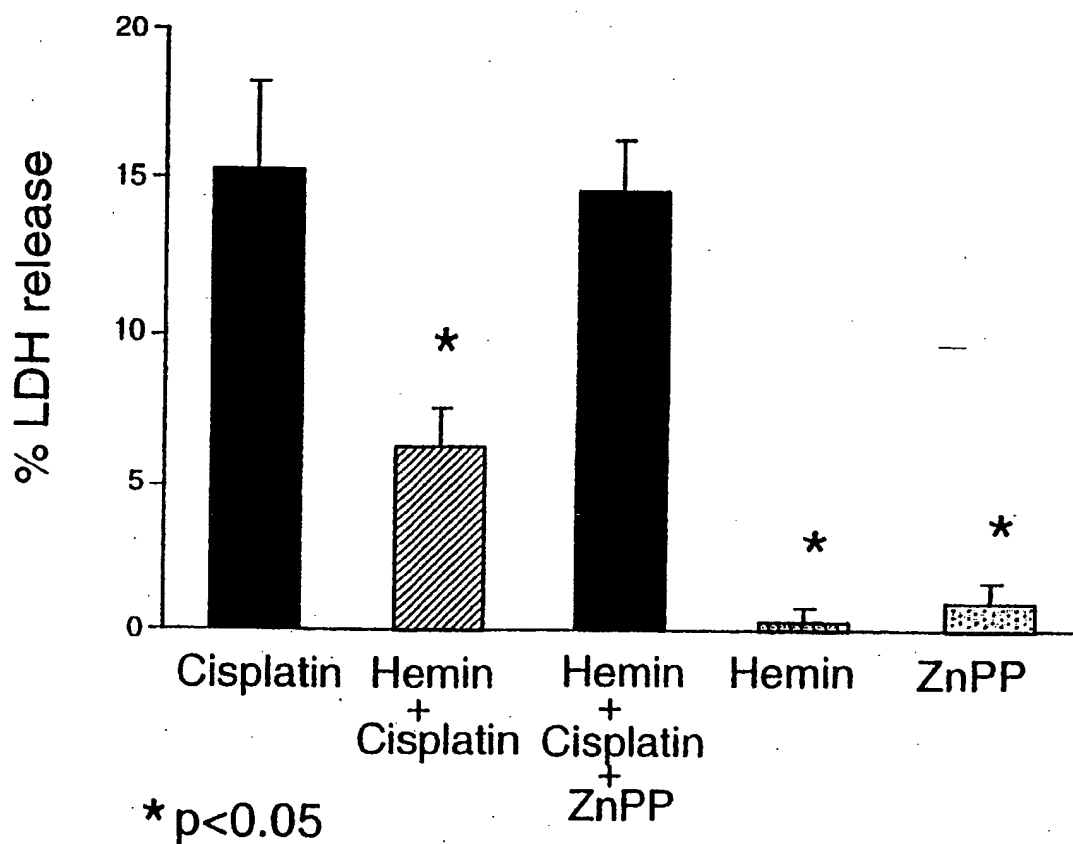 20
15
10
5
0
% LDH release
*
*
*
Cisplatin
Hemin
+
Cisplatin
Hemin
+
Cisplatin
+
ZnPP
Hemin
ZnPP
* p<0.05